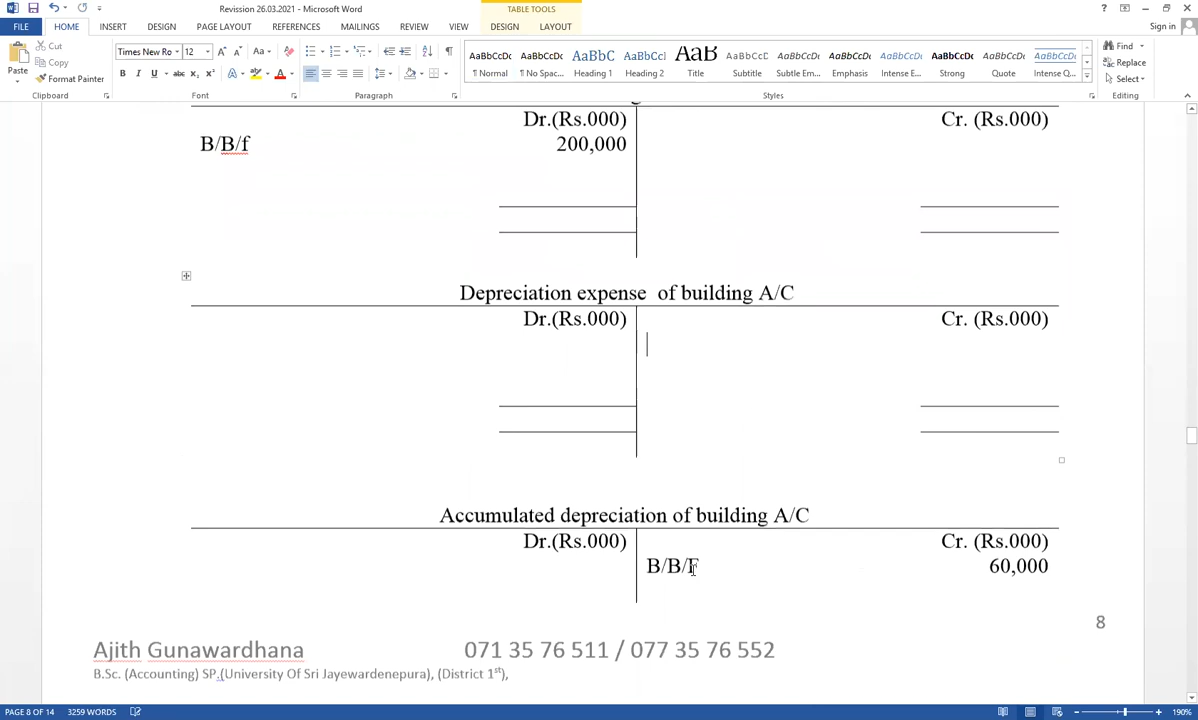 Revission 26.03.2021 - Microsoft Word
TABLE TOOLS
Sign in
FILE HOME INSERT DESIGN PAGE LAYOUT REFERENCES MAILINGS REVIEW VIEW DESIGN LAYOUT
Paste
Cut
Copy
Format Painter
Clipboard
Times New Ro 12
Font
Paragraph
AaBbCcDc AaBbCcDc AaBbC AaBbCcl AaB AaBbCcD AaBbCcDc AaBbCcDc AaBbCcDc AaBbCcDc AaBbCcDc AaBbCcDc
¶ Normal ¶ No Spac... Heading 1 Heading 2 Title Subtitle Subtle Em... Emphasis Intense E... Strong Quote Intense Q...
Styles
Find
Replace
Select
Editing
Dr.(Rs.000) Cr. (Rs.000)
B/B/f 200,000
Depreciation expense of building A/C
Dr.(Rs.000) Cr. (Rs.000)
Accumulated depreciation of building A/C
Dr.(Rs.000) Cr. (Rs.000)
B/B/F 60,000
8
Ajith Gunawardhana 071 35 76 511 / 077 35 76 552
B.Sc. (Accounting) SP.(University Of Sri Jayewardenepura), (District 1st),
PAGE 8 OF 14 3259 WORDS 190%